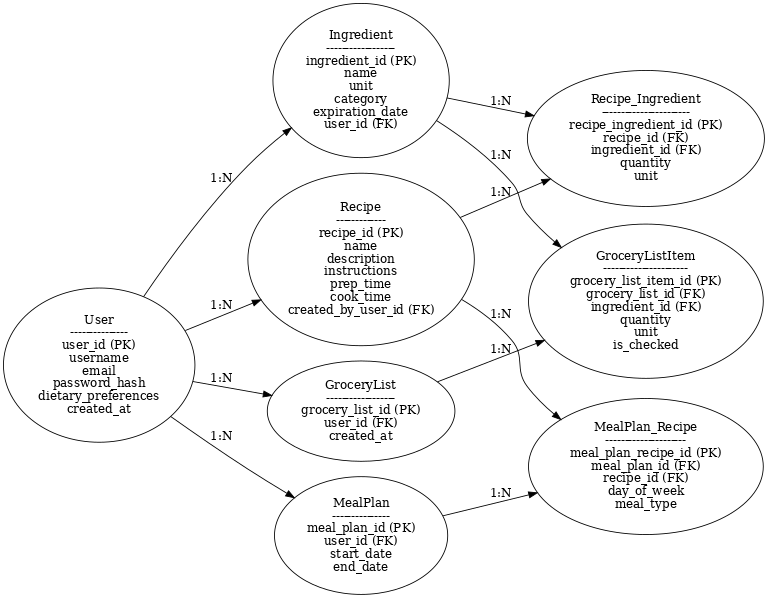 Ingredient
------------------
ingredient_id (PK)
name
unit
category
expiration_date
user_id (FK)
Recipe_Ingredient
-----------------------
recipe_ingredient_id (PK)
recipe_id (FK)
ingredient_id (FK)
quantity
unit
Recipe
-------------
recipe_id (PK)
name
description
instructions
prep_time
cook_time
created_by_user_id (FK)
GroceryListItem
----------------------
grocery_list_item_id (PK)
grocery_list_id (FK)
ingredient_id (FK)
quantity
unit
is_checked
User
---------------
user_id (PK)
username
email
password_hash
dietary_preferences
created_at
GroceryList
------------------
grocery_list_id (PK)
user_id (FK)
created_at
MealPlan_Recipe
---------------------
meal_plan_recipe_id (PK)
meal_plan_id (FK)
recipe_id (FK)
day_of_week
meal_type
MealPlan
---------------
meal_plan_id (PK)
user_id (FK)
start_date
end_date
1:N
1:N
1:N
1:N
1:N
1:N
1:N
1:N
1:N
1:N